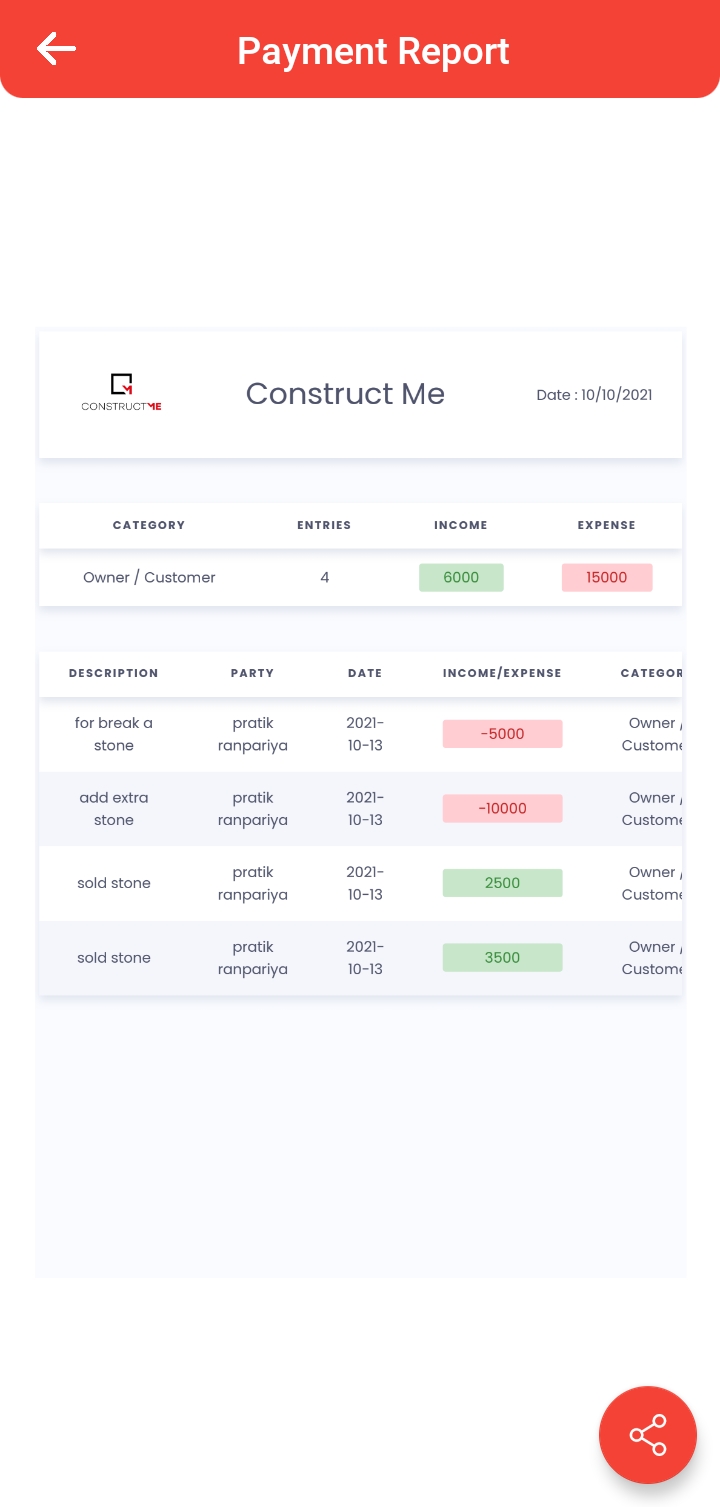 Payment Report
CONSTRUCTME
Construct Me
Date : 10/10/2021
CATEGORY ENTRIES INCOME EXPENSE
Owner / Customer 4 6000 15000
DESCRIPTION PARTY DATE INCOME/EXPENSE CATEGOR
for break a pratik 2021- Owner /
stone ranpariya 10-13 -5000 Custome
add extra pratik 2021- Owner /
stone ranpariya 10-13 -10000 Custome
sold stone pratik 2021- 2500 Owner /
ranpariya 10-13 Custome
sold stone pratik 2021- 3500 Owner /
ranpariya 10-13 Custome